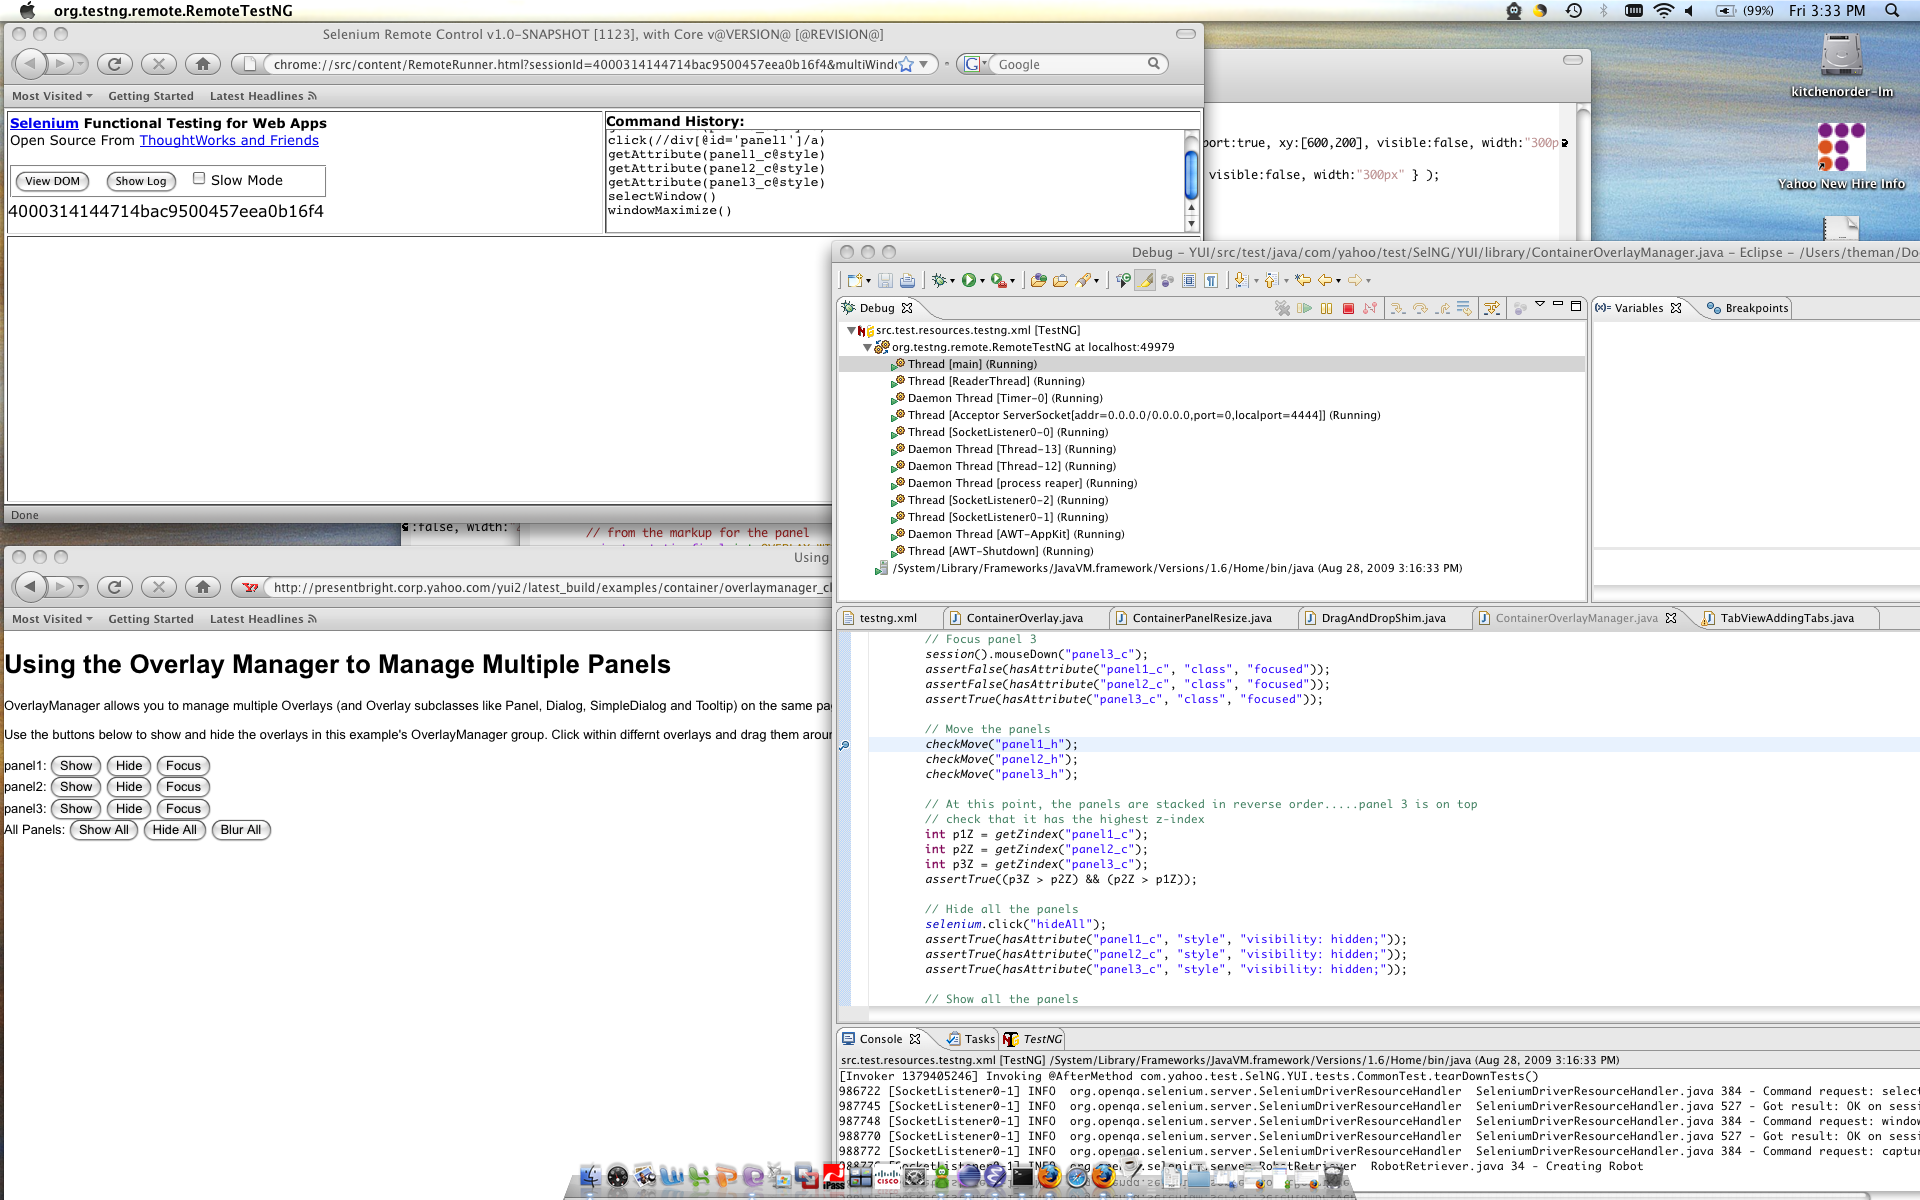 org.testng.remote.RemoteTestNG
(99%) Fri 3:33 PM
Selenium Remote Control v1.0-SNAPSHOT [1123], with Core v@VERSION@ [@REVISION@]
chrome://src/content/RemoteRunner.html?sessionId=4000314144714bac9500457eea0b16f4&multiWind
Google
Most Visited Getting Started Latest Headlines
Selenium Functional Testing for Web Apps
Open Source From ThoughtWorks and Friends
View DOM Show Log Slow Mode
4000314144714bac9500457eea0b16f4
Command History:
click(//div[@id='panel1']/a)
getAttribute(panel1_c@style)
getAttribute(panel2_c@style)
getAttribute(panel3_c@style)
selectWindow()
windowMaximize()
Done
port:true, xy:[600,200], visible:false, width:"300p
visible:false, width:"300px" } );
kitchenorder-lm
Yahoo New Hire Info
:false, width:
// from the markup for the panel
Using
http://presentbright.corp.yahoo.com/yui2/latest_build/examples/container/overlaymanager_cl
Most Visited Getting Started Latest Headlines
Using the Overlay Manager to Manage Multiple Panels
OverlayManager allows you to manage multiple Overlays (and Overlay subclasses like Panel, Dialog, SimpleDialog and Tooltip) on the same pa
Use the buttons below to show and hide the overlays in this example's OverlayManager group. Click within differnt overlays and drag them aroun
panel1: Show Hide Focus
panel2: Show Hide Focus
panel3: Show Hide Focus
All Panels: Show All Hide All Blur All
Debug - YUI/src/test/java/com/yahoo/test/SelNG/YUI/library/ContainerOverlayManager.java - Eclipse - /Users/theman/Do
Debug
src.test.resources.testng.xml [TestNG]
org.testng.remote.RemoteTestNG at localhost:49979
Thread [main] (Running)
Thread [ReaderThread] (Running)
Daemon Thread [Timer-0] (Running)
Thread [Acceptor ServerSocket[addr=0.0.0.0/0.0.0.0,port=0,localport=4444]] (Running)
Thread [SocketListener0-0] (Running)
Daemon Thread [Thread-13] (Running)
Daemon Thread [Thread-12] (Running)
Daemon Thread [process reaper] (Running)
Thread [SocketListener0-2] (Running)
Thread [SocketListener0-1] (Running)
Daemon Thread [AWT-AppKit] (Running)
Thread [AWT-Shutdown] (Running)
/System/Library/Frameworks/JavaVM.framework/Versions/1.6/Home/bin/java (Aug 28, 2009 3:16:33 PM)
(x)= Variables Breakpoints
testng.xml ContainerOverlay.java ContainerPanelResize.java DragAndDropShim.java ContainerOverlayManager.java TabViewAddingTabs.java
// Focus panel 3
session().mouseDown("panel3_c");
assertFalse(hasAttribute("panel1_c", "class", "focused"));
assertFalse(hasAttribute("panel2_c", "class", "focused"));
assertTrue(hasAttribute("panel3_c", "class", "focused"));
// Move the panels
checkMove("panel1_h");
checkMove("panel2_h");
checkMove("panel3_h");
// At this point, the panels are stacked in reverse order.....panel 3 is on top
// check that it has the highest z-index
int p1Z = getZindex("panel1_c");
int p2Z = getZindex("panel2_c");
int p3Z = getZindex("panel3_c");
assertTrue((p3Z > p2Z) && (p2Z > p1Z));
// Hide all the panels
selenium.click("hideAll");
assertTrue(hasAttribute("panel1_c", "style", "visibility: hidden;"));
assertTrue(hasAttribute("panel2_c", "style", "visibility: hidden;"));
assertTrue(hasAttribute("panel3_c", "style", "visibility: hidden;"));
// Show all the panels
Console Tasks TestNG
src.test.resources.testng.xml [TestNG] /System/Library/Frameworks/JavaVM.framework/Versions/1.6/Home/bin/java (Aug 28, 2009 3:16:33 PM)
[Invoker 1379405246] Invoking @AfterMethod com.yahoo.test.SelNG.YUI.tests.CommonTest.tearDownTests()
986722 [SocketListener0-1] INFO org.openqa.selenium.server.SeleniumDriverResourceHandler SeleniumDriverResourceHandler.java 384 - Command request: select
987745 [SocketListener0-1] INFO org.openqa.selenium.server.SeleniumDriverResourceHandler SeleniumDriverResourceHandler.java 527 - Got result: OK on sessi
987748 [SocketListener0-1] INFO org.openqa.selenium.server.SeleniumDriverResourceHandler SeleniumDriverResourceHandler.java 384 - Command request: window
988770 [SocketListener0-1] INFO org.openqa.selenium.server.SeleniumDriverResourceHandler SeleniumDriverResourceHandler.java 527 - Got result: OK on sessi
988772 [SocketListener0-1] INFO org.openqa.selenium.server.SeleniumDriverResourceHandler SeleniumDriverResourceHandler.java 384 - Command request: captur
RobotRetriever.java 34 - Creating Robot